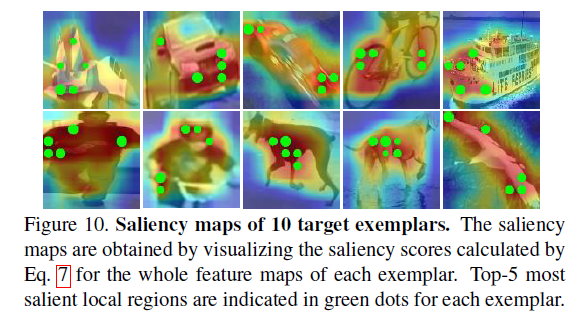 LIFE
Figure 10. Saliency maps of 10 target exemplars. The saliency
maps are obtained by visualizing the saliency scores calculated by
Eq. 7 for the whole feature maps of each exemplar. Top-5 most
salient local regions are indicated in green dots for each exemplar.